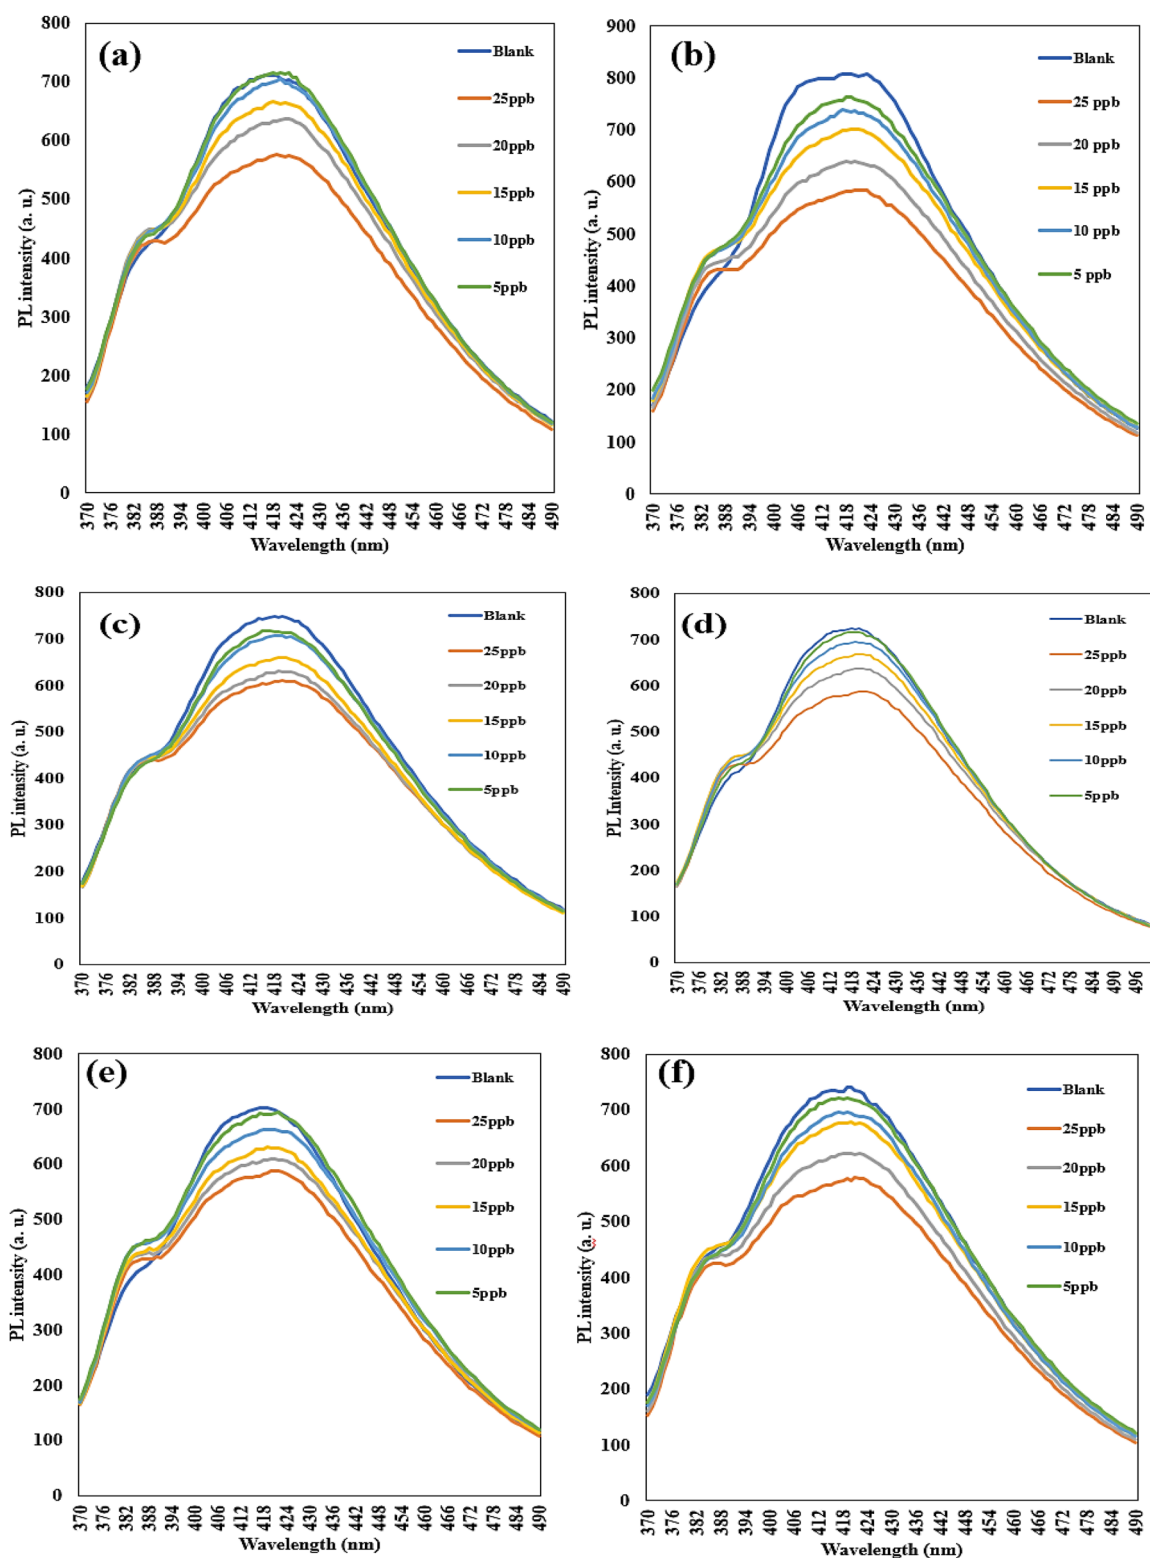 (a)
800
700
600
500
400
300
200
100
0
PL intensity (a. u.)
Blank
25ppb
20ppb
15ppb
10ppb
5ppb
370 376 382 388 394 400 406 412 418 424 430 436 442 448 454 460 466 472 478 484 490
Wavelength (nm)
(b)
900
800
700
600
500
400
300
200
100
0
PL intensity (a. u.)
Blank
25 ppb
20 ppb
15 ppb
10 ppb
5 ppb
370 376 382 388 394 400 406 412 418 424 430 436 442 448 454 460 466 472 478 484 490
Wavelength (nm)
(c)
800
700
600
500
400
300
200
100
0
PL intensity (a. u.)
Blank
25ppb
20ppb
15ppb
10ppb
5ppb
370 376 382 388 394 400 406 412 418 424 430 436 442 448 454 460 466 472 478 484 490
Wavelength (nm)
(d)
800
700
600
500
400
300
200
100
0
PL Intensity (a. u.)
Blank
25ppb
20ppb
15ppb
10ppb
5ppb
370 376 382 388 394 400 406 412 418 424 430 436 442 448 454 460 466 472 478 484 490 496
Wavelength (nm)
(e)
800
700
600
500
400
300
200
100
0
PL intensity (a. u.)
Blank
25ppb
20ppb
15ppb
10ppb
5ppb
370 376 382 388 394 400 406 412 418 424 430 436 442 448 454 460 466 472 478 484 490
Wavelength (nm)
(f)
800
700
600
500
400
300
200
100
0
PL intensity (a. u.)
Blank
25ppb
20ppb
15ppb
10ppb
5ppb
370 376 382 388 394 400 406 412 418 424 430 436 442 448 454 460 466 472 478 484 490
Wavelength (nm)